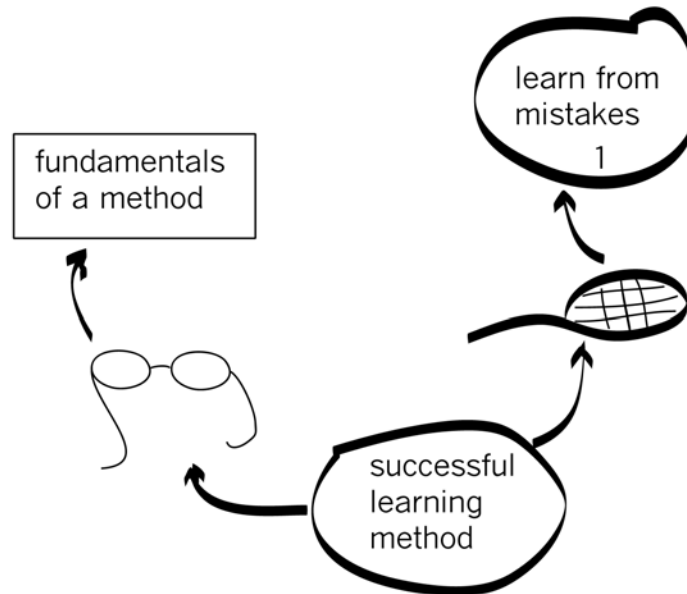 learn from
mistakes
1
fundamentals
of a method
successful
learning
method